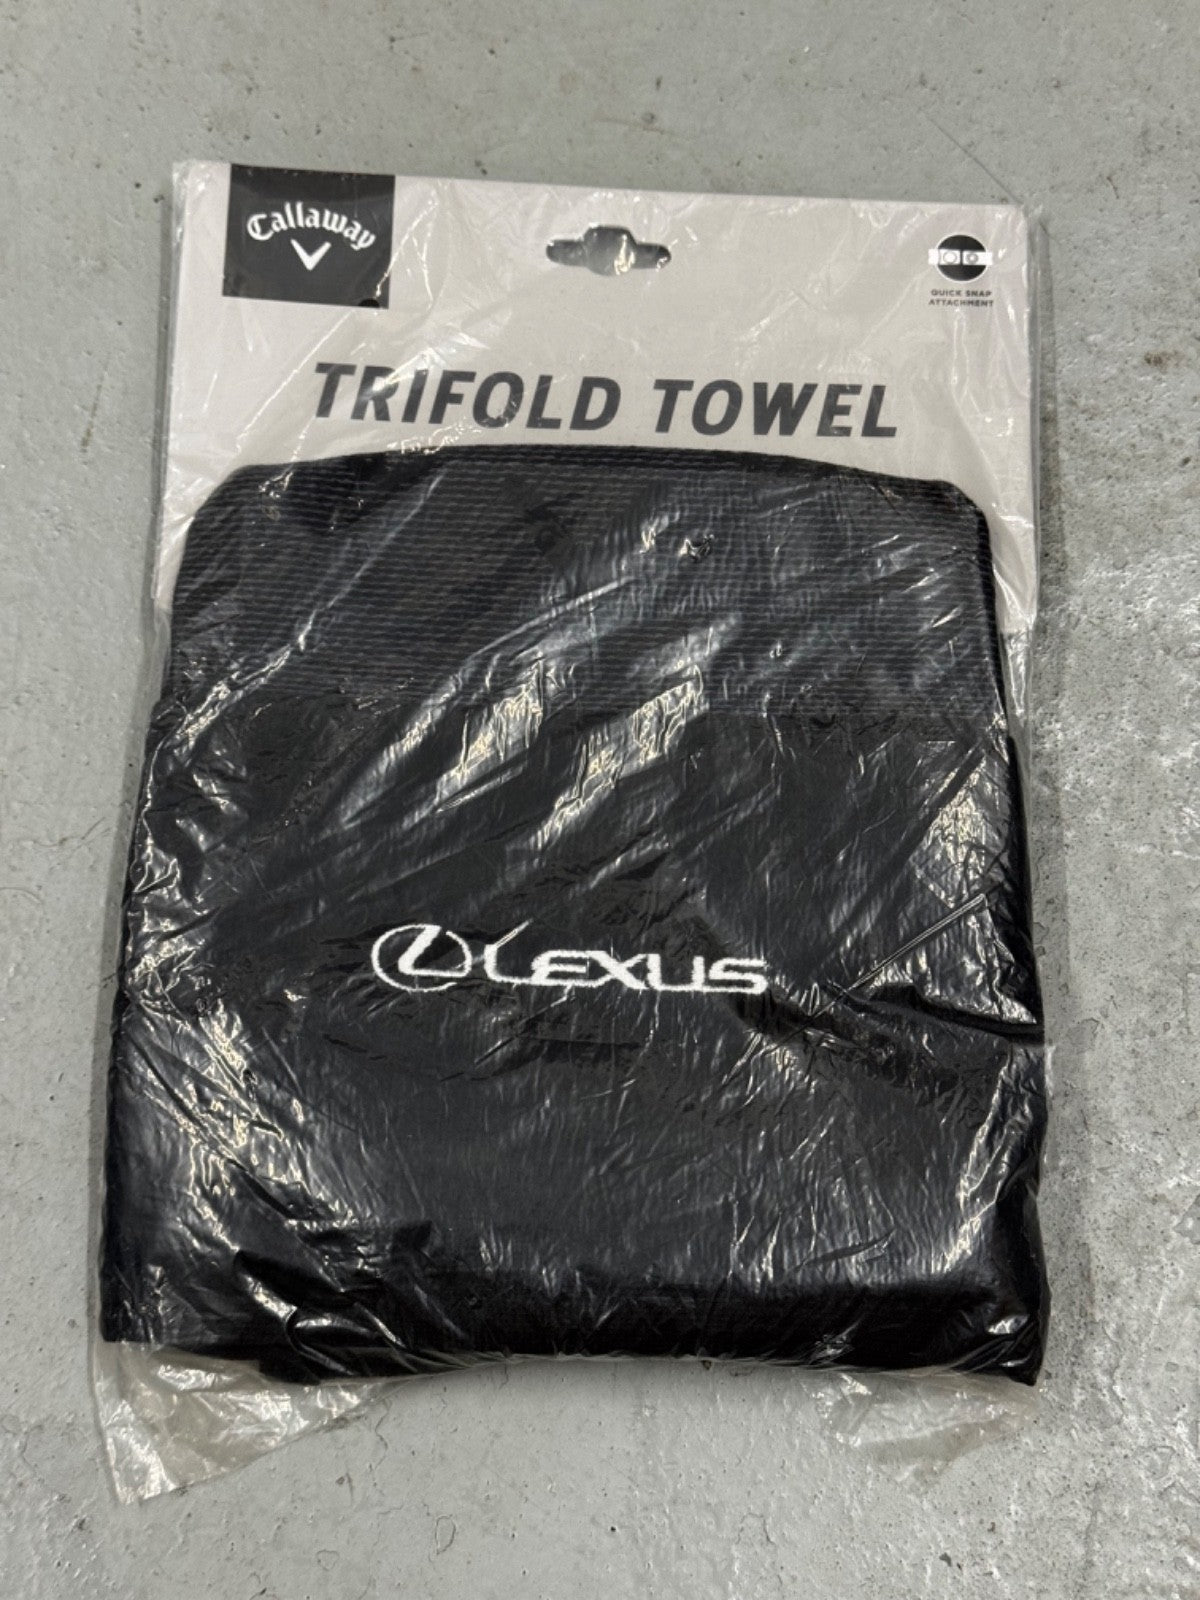 Callaway
QUICK SNAP
ATTACHMENT
TRIFOLD TOWEL
LEXUS